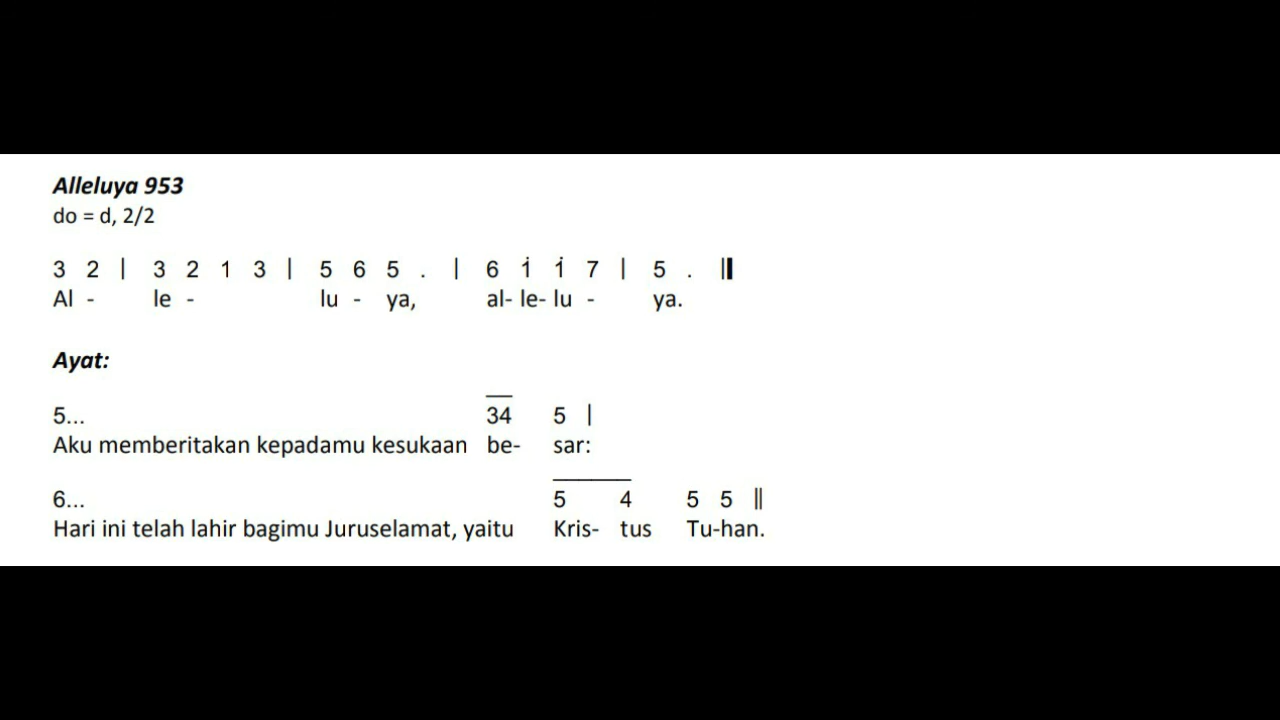 Alleluya 953
do = d, 2/2
3 2 | 3 2 1 3 | 5 6 5 . | 6 1̇ 1̇ 7 | 5 . ||
Al - le - lu - ya, al- le- lu - ya.
Ayat:
5... 34 5 |
Aku memberitakan kepadamu kesukaan be- sar:
6... 5 4 5 5 ||
Hari ini telah lahir bagimu Juruselamat, yaitu Kris- tus Tu-han.